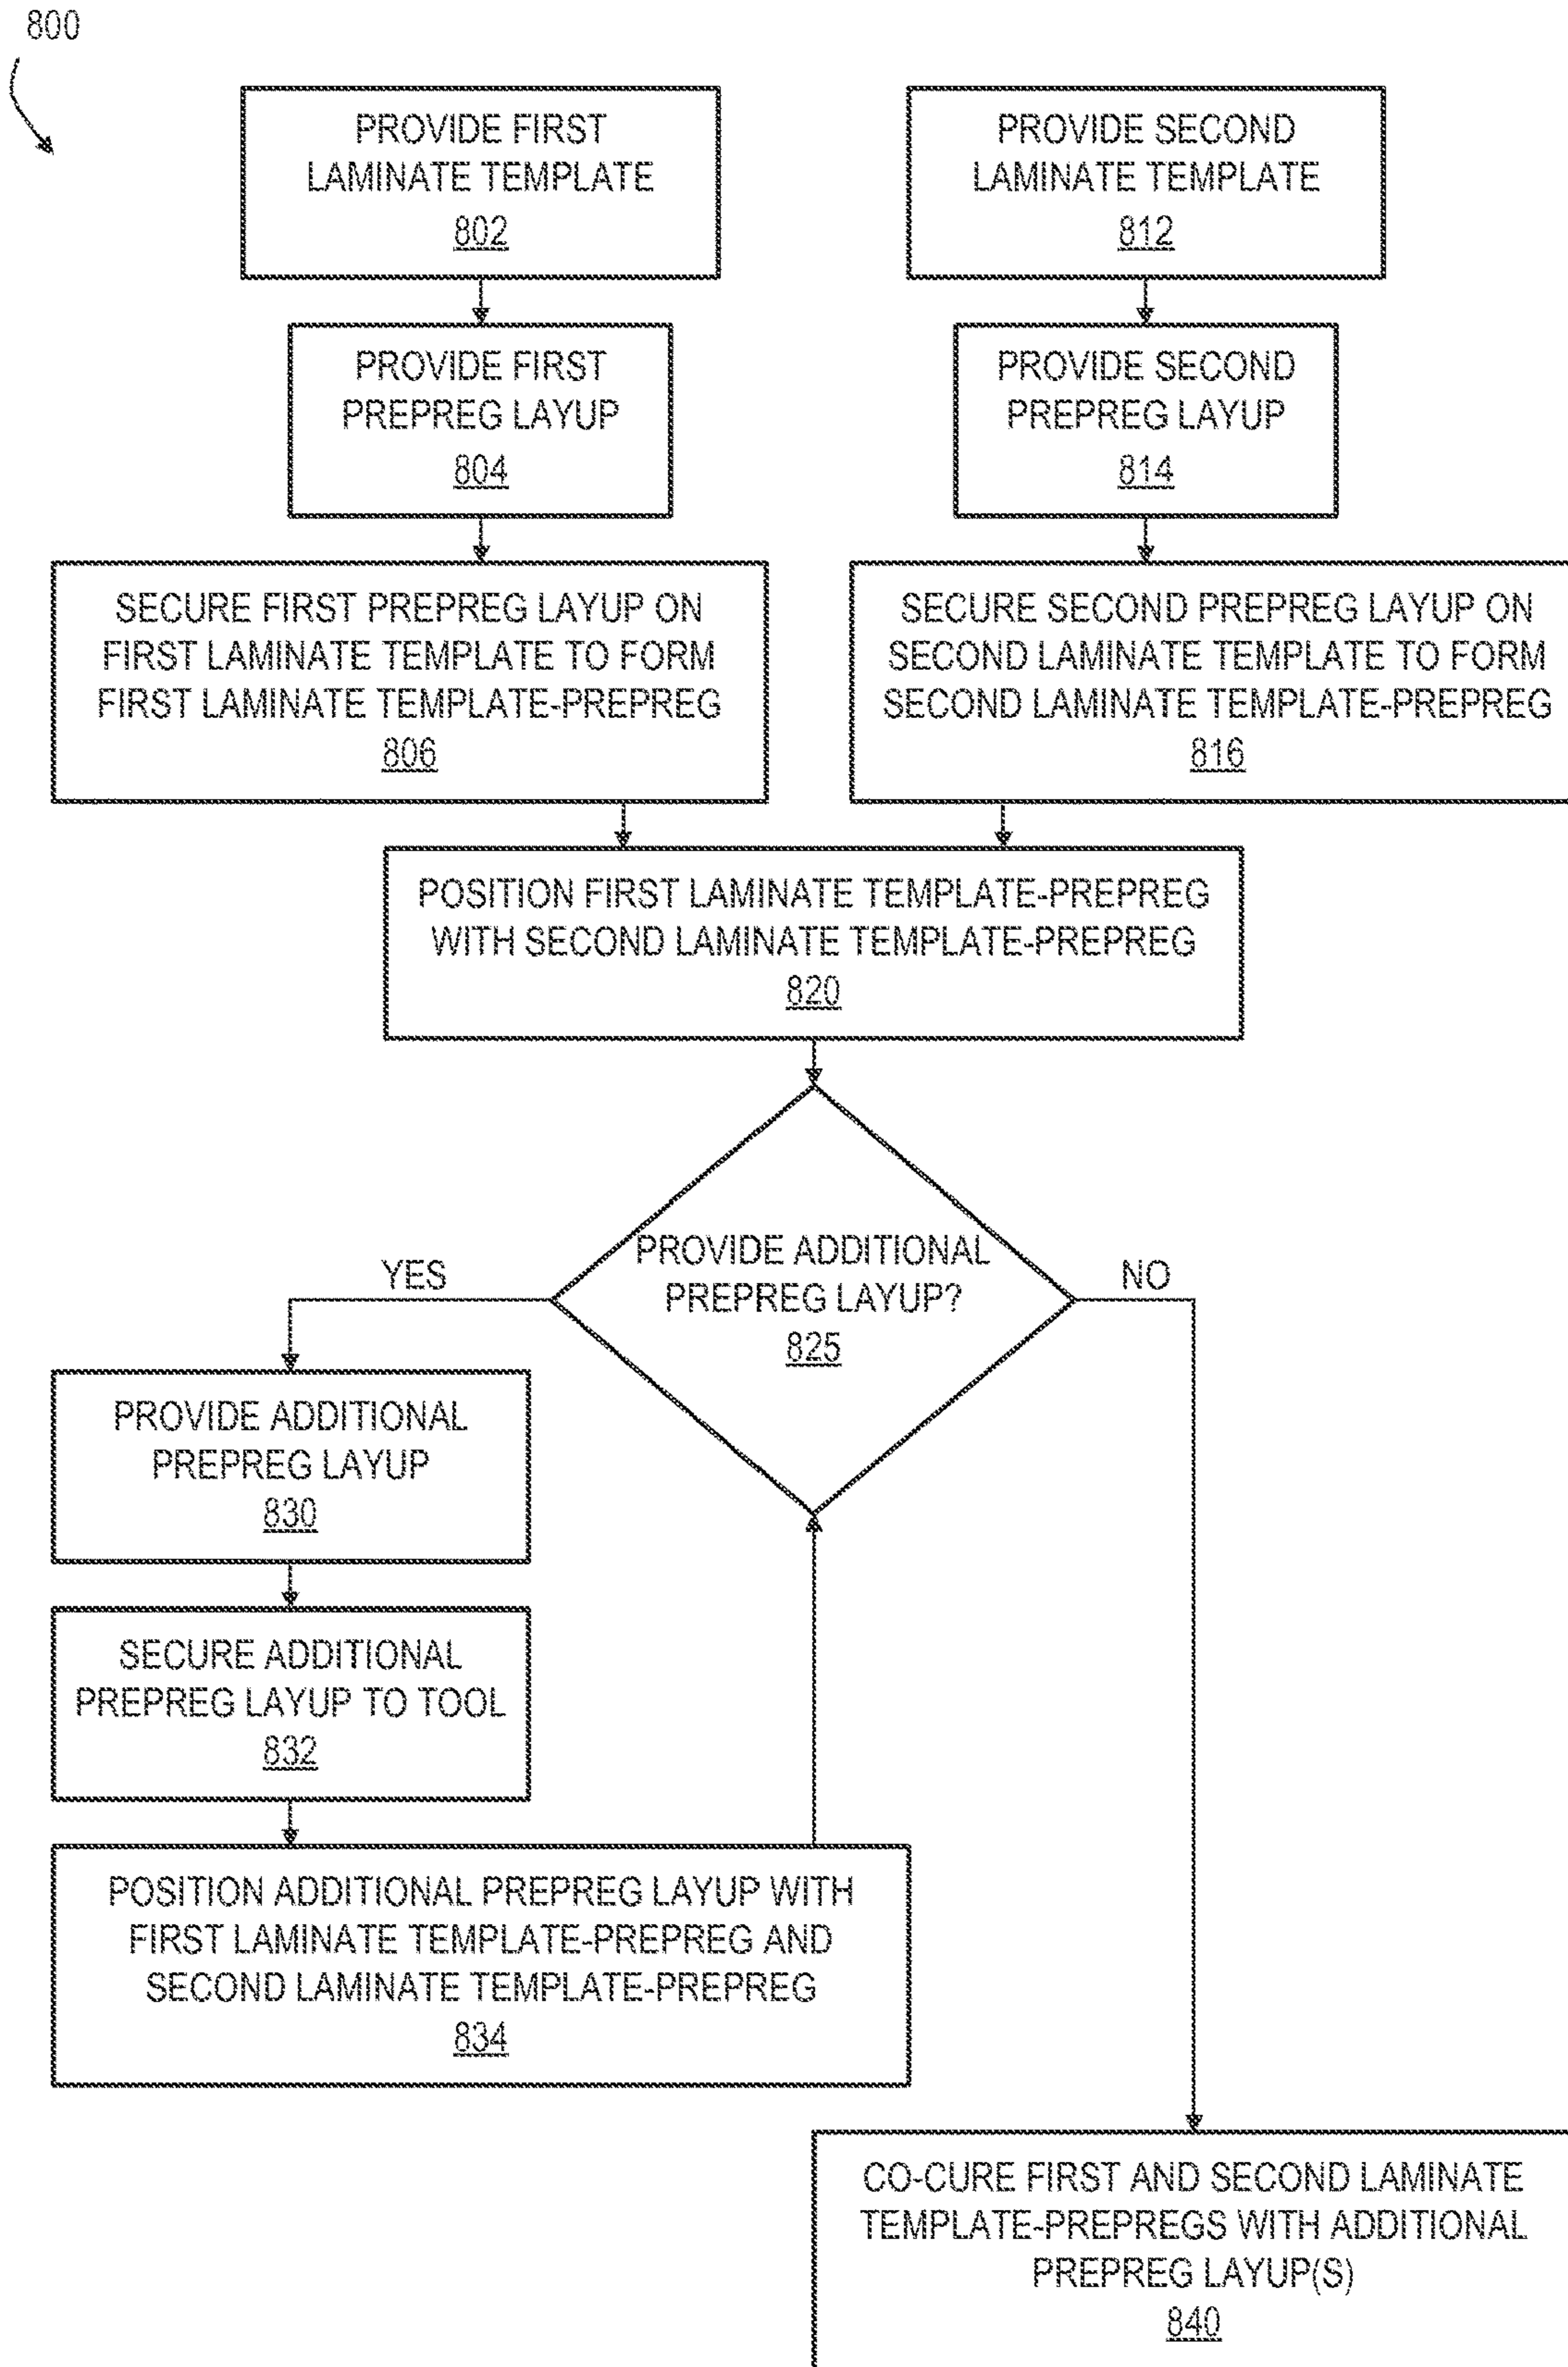 800
PROVIDE FIRST
LAMINATE TEMPLATE
802
PROVIDE SECOND
LAMINATE TEMPLATE
812
PROVIDE FIRST
PREPREG LAYUP
804
PROVIDE SECOND
PREPREG LAYUP
814
SECURE FIRST PREPREG LAYUP ON
FIRST LAMINATE TEMPLATE TO FORM
FIRST LAMINATE TEMPLATE-PREPREG
806
SECURE SECOND PREPREG LAYUP ON
SECOND LAMINATE TEMPLATE TO FORM
SECOND LAMINATE TEMPLATE-PREPREG
816
POSITION FIRST LAMINATE TEMPLATE-PREPREG
WITH SECOND LAMINATE TEMPLATE-PREPREG
820
PROVIDE ADDITIONAL
PREPREG LAYUP?
825
YES
NO
PROVIDE ADDITIONAL
PREPREG LAYUP
830
SECURE ADDITIONAL
PREPREG LAYUP TO TOOL
832
POSITION ADDITIONAL PREPREG LAYUP WITH
FIRST LAMINATE TEMPLATE-PREPREG AND
SECOND LAMINATE TEMPLATE-PREPREG
834
CO-CURE FIRST AND SECOND LAMINATE
TEMPLATE-PREPREGS WITH ADDITIONAL
PREPREG LAYUP(S)
840